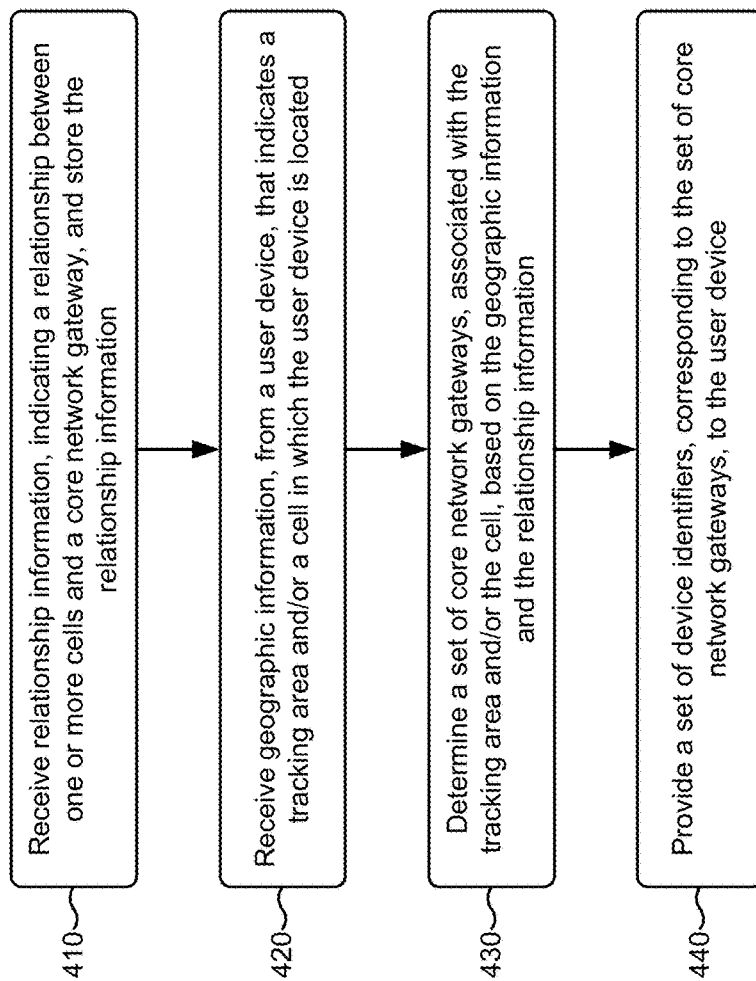 410
Receive relationship information, indicating a relationship between
one or more cells and a core network gateway, and store the
relationship information
420
Receive geographic information, from a user device, that indicates a
tracking area and/or a cell in which the user device is located
430
Determine a set of core network gateways, associated with the
tracking area and/or the cell, based on the geographic information
and the relationship information
440
Provide a set of device identifiers, corresponding to the set of core
network gateways, to the user device